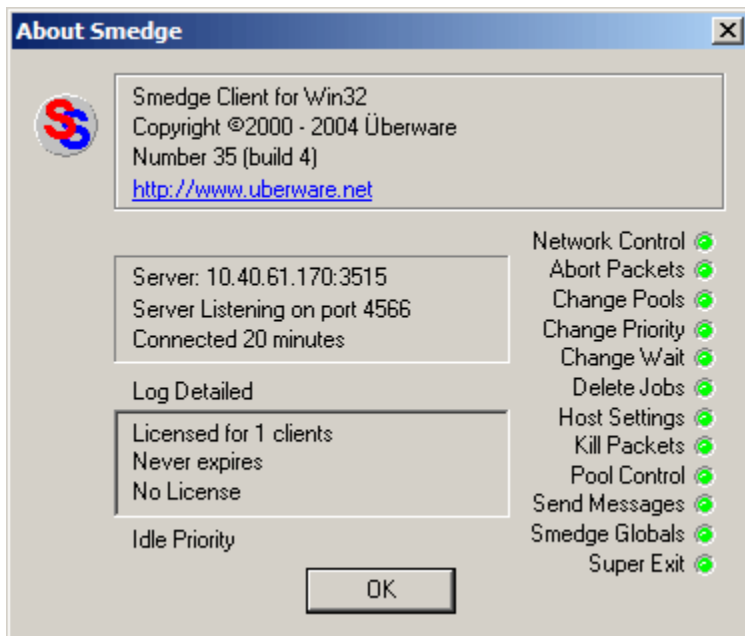 About Smedge
SS
Smedge Client for Win32
Copyright ©2000 - 2004 Überware
Number 35 (build 4)
http://www.uberware.net
Server: 10.40.61.170:3515
Server Listening on port 4566
Connected 20 minutes
Log Detailed
Licensed for 1 clients
Never expires
No License
Idle Priority
Network Control
Abort Packets
Change Pools
Change Priority
Change Wait
Delete Jobs
Host Settings
Kill Packets
Pool Control
Send Messages
Smedge Globals
Super Exit
OK